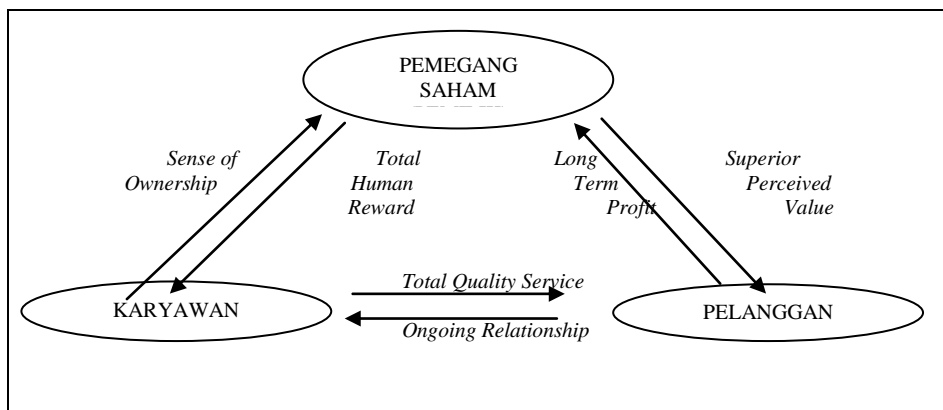 PEMEGANG
SAHAM
Sense of
Ownership
Total
Human
Reward
Long
Term
Profit
Superior
Perceived
Value
Total Quality Service
KARYAWAN
PELANGGAN
Ongoing Relationship